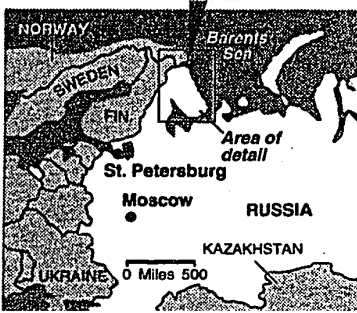 NORWAY
Barents
Sea
SWEDEN
FIN.
Area of
detail
St. Petersburg
Moscow
RUSSIA
KAZAKHSTAN
UKRAINE
0 Miles 500